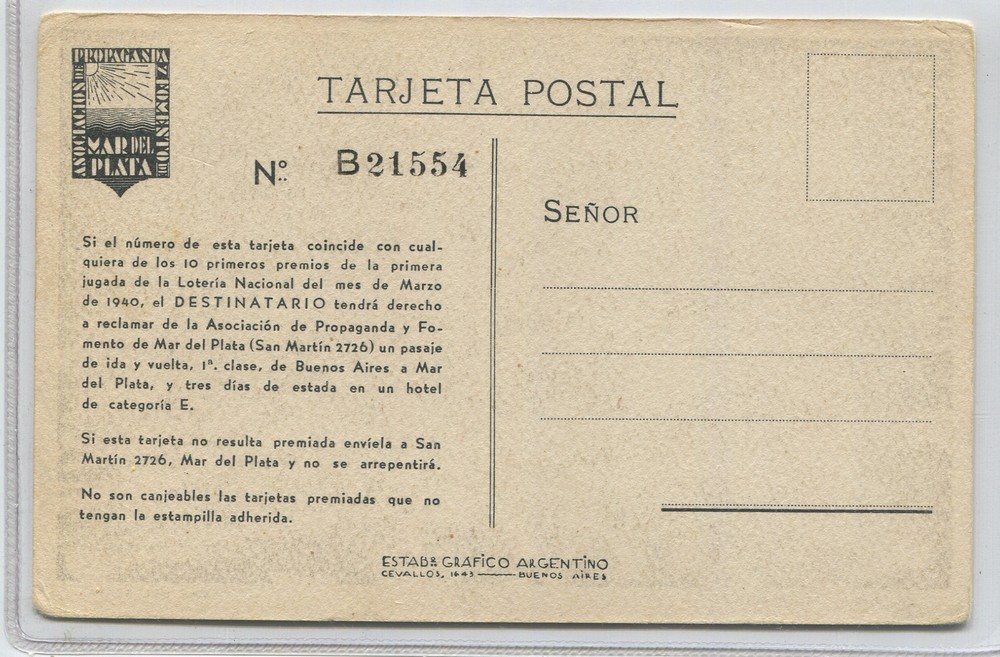 ASOCIACION DE PROPAGANDA Y FOMENTO DE
MAR DEL
PLATA
TARJETA POSTAL
Nº B21554
SEÑOR
Si el número de esta tarjeta coincide con cual-
quiera de los 10 primeros premios de la primera
jugada de la Lotería Nacional del mes de Marzo
de 1940, el DESTINATARIO tendrá derecho
a reclamar de la Asociación de Propaganda y Fo-
mento de Mar del Plata (San Martín 2726) un pasaje
de ida y vuelta, 1ª. clase, de Buenos Aires a Mar
del Plata, y tres días de estada en un hotel
de categoría E.
Si esta tarjeta no resulta premiada envíela a San
Martín 2726, Mar del Plata y no se arrepentirá.
No son canjeables las tarjetas premiadas que no
tengan la estampilla adherida.
ESTABº GRÁFICO ARGENTINO
CEVALLOS, 1643 — BUENOS AIRES